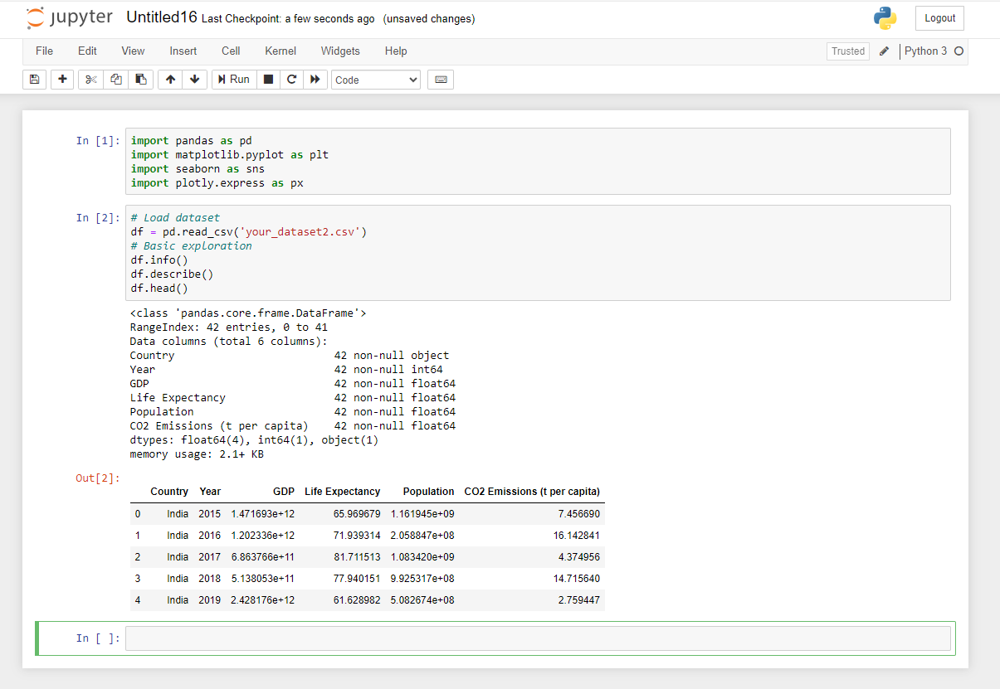 jupyter Untitled16 Last Checkpoint: a few seconds ago (unsaved changes) Logout
File Edit View Insert Cell Kernel Widgets Help Trusted Python 3
Run Code
In [1]: import pandas as pd
import matplotlib.pyplot as plt
import seaborn as sns
import plotly.express as px
In [2]: # Load dataset
df = pd.read_csv('your_dataset2.csv')
# Basic exploration
df.info()
df.describe()
df.head()
<class 'pandas.core.frame.DataFrame'>
RangeIndex: 42 entries, 0 to 41
Data columns (total 6 columns):
Country 42 non-null object
Year 42 non-null int64
GDP 42 non-null float64
Life Expectancy 42 non-null float64
Population 42 non-null float64
CO2 Emissions (t per capita) 42 non-null float64
dtypes: float64(4), int64(1), object(1)
memory usage: 2.1+ KB
Out[2]:
Country Year GDP Life Expectancy Population CO2 Emissions (t per capita)
0 India 2015 1.471693e+12 65.969679 1.161945e+09 7.456690
1 India 2016 1.202336e+12 71.939314 2.058847e+08 16.142841
2 India 2017 6.863766e+11 81.711513 1.083420e+09 4.374956
3 India 2018 5.138053e+11 77.940151 9.925317e+08 14.715640
4 India 2019 2.428176e+12 61.628982 5.082674e+08 2.759447
In [ ]: